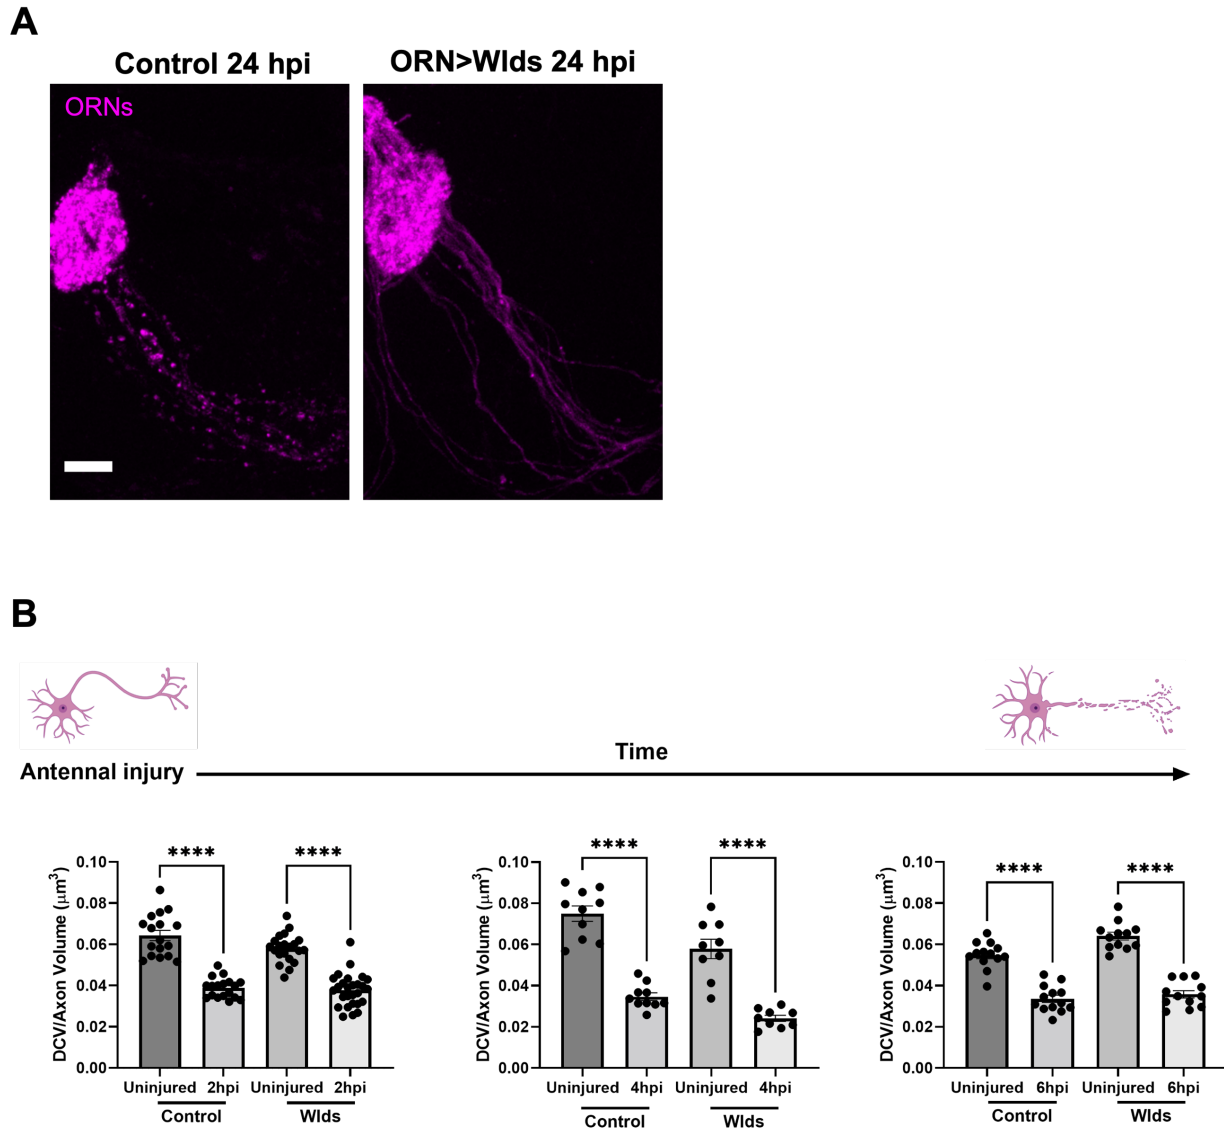 A
Control 24 hpi
ORN>Wlds 24 hpi
ORNs
B
Time
Antennal injury
DCV/Axon Volume (μm³)
0.10
0.08
0.06
0.04
0.02
0.00
****
****
Uninjured 2hpi Uninjured 2hpi
Control Wlds
DCV/Axon Volume (μm³)
0.10
0.08
0.06
0.04
0.02
0.00
****
****
Uninjured 4hpi Uninjured 4hpi
Control Wlds
DCV/Axon Volume (μm³)
0.10
0.08
0.06
0.04
0.02
0.00
****
****
Uninjured 6hpi Uninjured 6hpi
Control Wlds